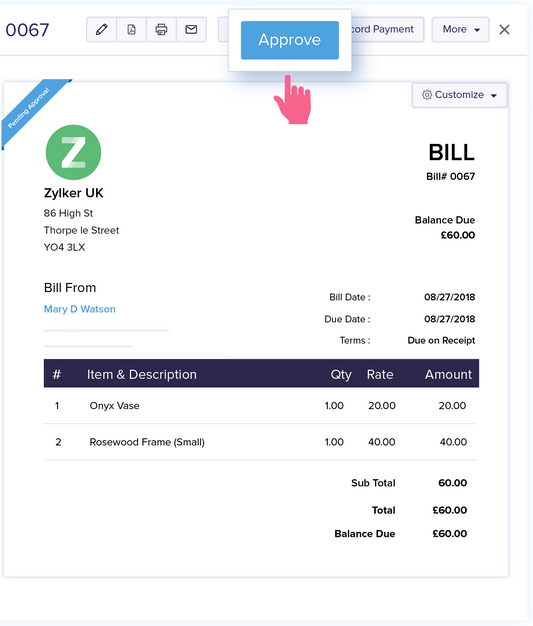 0067
Approve
cord Payment
More
Customize
Pending Approval
Z
BILL
Bill# 0067
Zylker UK
86 High St
Thorpe le Street
YO4 3LX
Balance Due
£60.00
Bill From
Mary D Watson
Bill Date : 08/27/2018
Due Date : 08/27/2018
Terms : Due on Receipt
# Item & Description Qty Rate Amount
1 Onyx Vase 1.00 20.00 20.00
2 Rosewood Frame (Small) 1.00 40.00 40.00
Sub Total 60.00
Total £60.00
Balance Due £60.00